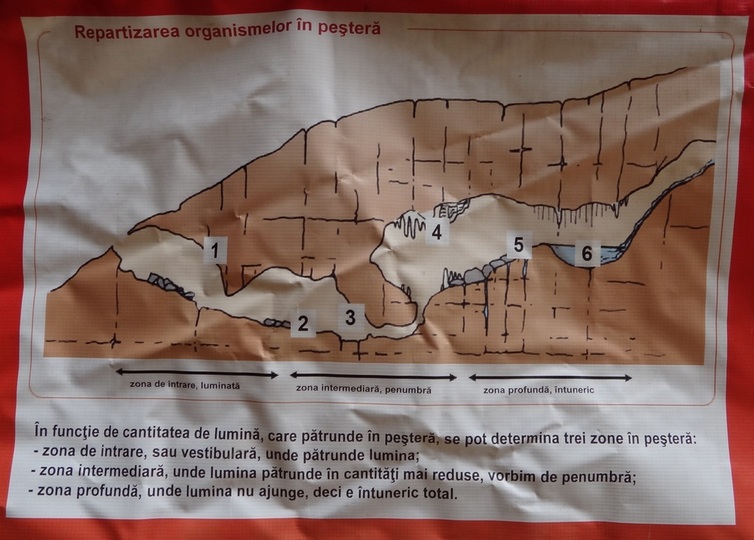 Repartizarea organismelor în peşteră
1
4
5
6
2
3
zona de intrare, luminată
zona intermediară, penumbră
zona profundă, întuneric
În funcţie de cantitatea de lumină, care pătrunde în peşteră, se pot determina trei zone în peşteră:
- zona de intrare, sau vestibulară, unde pătrunde lumina;
- zona intermediară, unde lumina pătrunde în cantităţi mai reduse, vorbim de penumbră;
- zona profundă, unde lumina nu ajunge, deci e întuneric total.